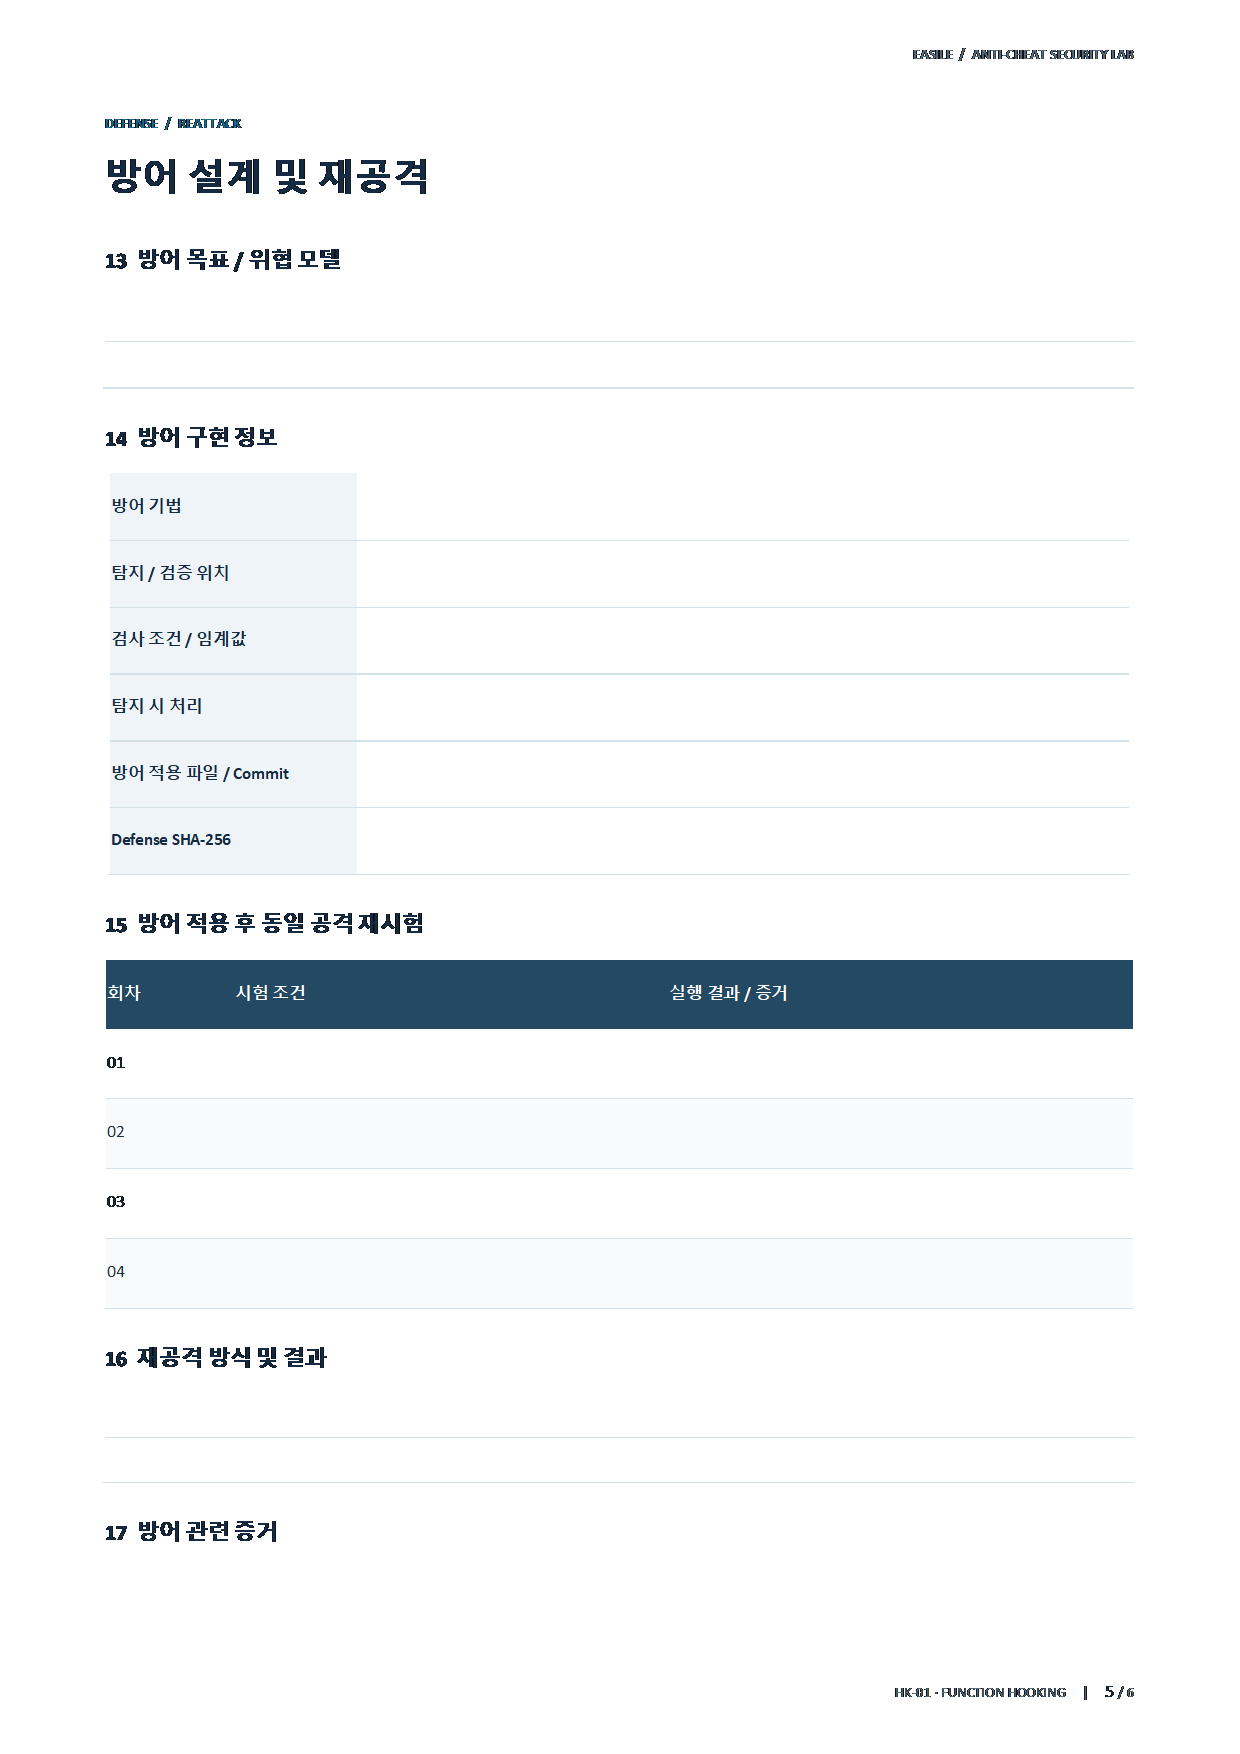 EASILE / ANTI-CHEAT SECURITY LAB
DEFENSE / REATTACK
방어 설계 및 재공격
13 방어 목표 / 위협 모델
14 방어 구현 정보
방어 기법
탐지 / 검증 위치
검사 조건 / 임계값
탐지 시 처리
방어 적용 파일 / Commit
Defense SHA-256
15 방어 적용 후 동일 공격 재시험
회차 시험 조건 실행 결과 / 증거
01
02
03
04
16 재공격 방식 및 결과
17 방어 관련 증거
HK-01 · FUNCTION HOOKING | 5 / 6